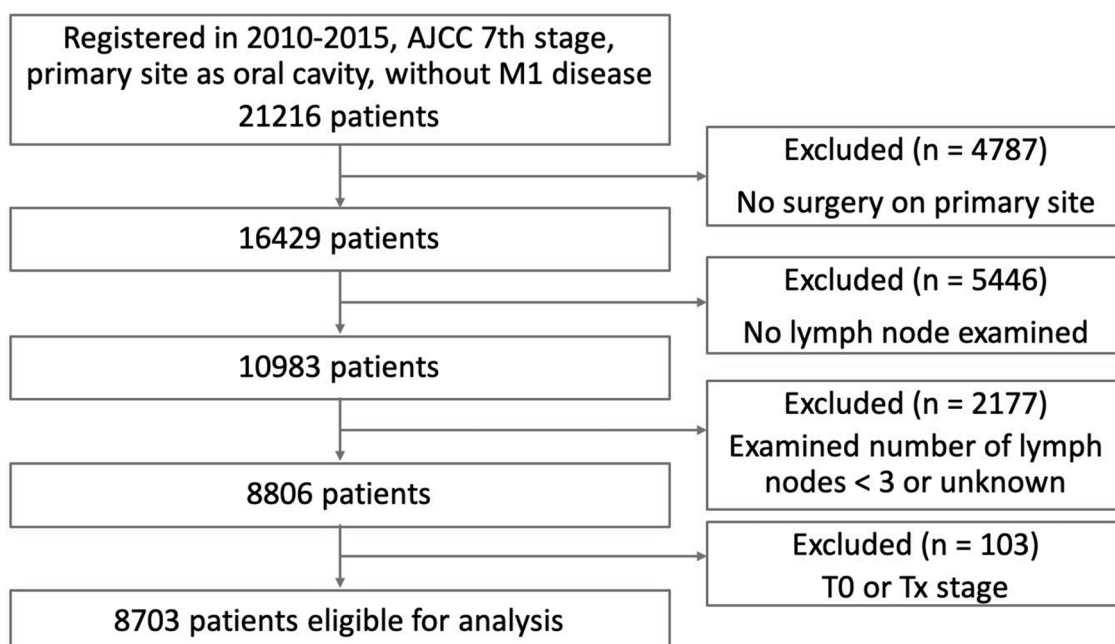 Registered in 2010-2015, AJCC 7th stage,
primary site as oral cavity, without M1 disease
21216 patients
Excluded (n = 4787)
No surgery on primary site
16429 patients
Excluded (n = 5446)
No lymph node examined
10983 patients
Excluded (n = 2177)
Examined number of lymph
nodes < 3 or unknown
8806 patients
Excluded (n = 103)
T0 or Tx stage
8703 patients eligible for analysis